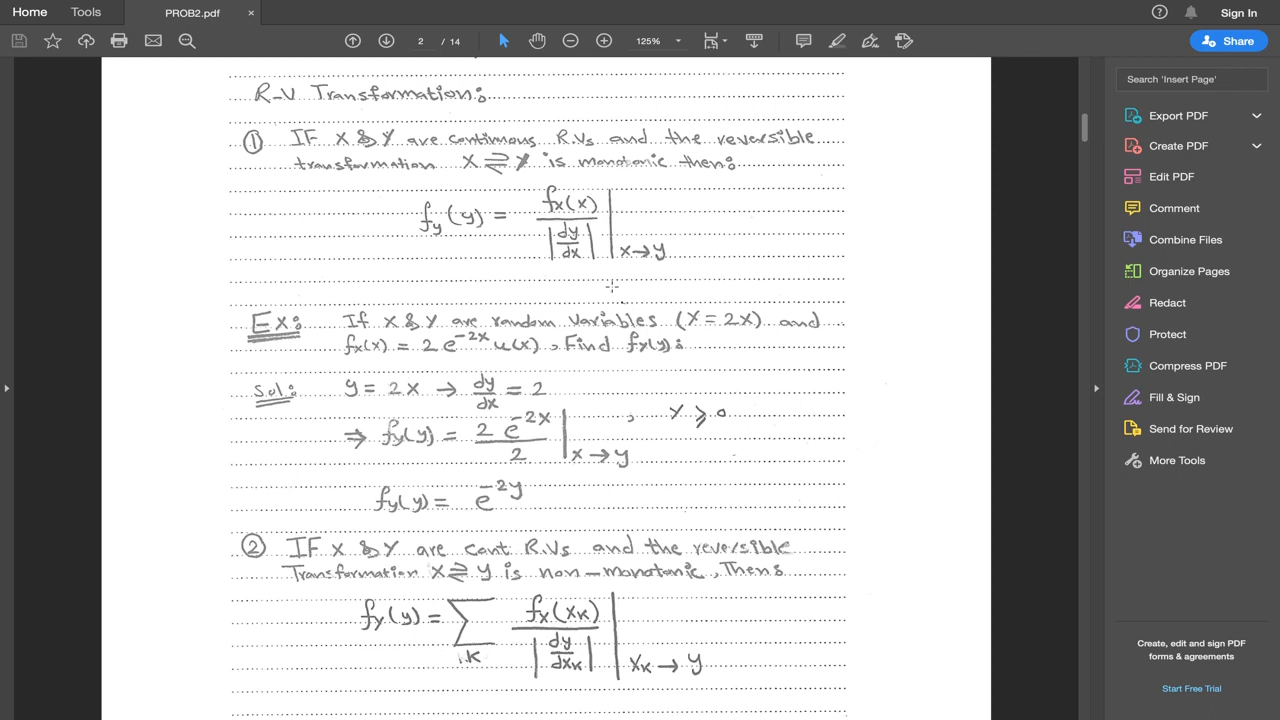 Home Tools PROB2.pdf × Sign In
2 / 14 125% Share
R-V Transformation:
① IF X & Y are continous R.Vs and the reversible
transformation X ⇄ Y is monotonic then:
fy(y) = fx(x) / |dy/dx| | x→y
Ex: If X & Y are random variables (Y = 2X) and
fx(x) = 2 e^-2x u(x), Find fy(y):
Sol: y = 2x → dy/dx = 2
⇒ fy(y) = 2 e^-2x / 2 | x→y , Y ⩾ 0
fy(y) = e^-2y
② IF X & Y are cont R.Vs and the reversible
Transformation X ⇄ Y is non-monotonic, Then:
fy(y) = ∑ K fx(xK) / |dy/dxK| | xK → y
Search 'Insert Page'
Export PDF
Create PDF
Edit PDF
Comment
Combine Files
Organize Pages
Redact
Protect
Compress PDF
Fill & Sign
Send for Review
More Tools
Create, edit and sign PDF
forms & agreements
Start Free Trial